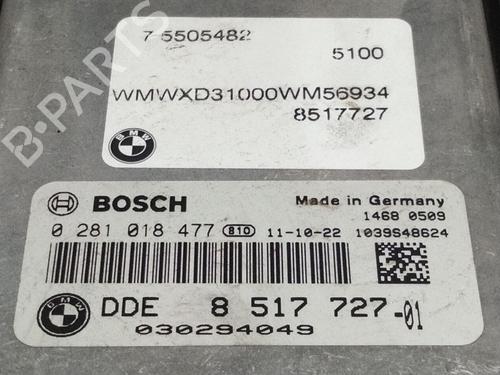 7 5505482
5100
WMWXD31000WM56934
8517727
BMW
BOSCH
Made in Germany
1468 0509
0 281 018 477 810 11-10-22 1039S48624
BMW
DDE 8 517 727-01
030294049
B-PARTS